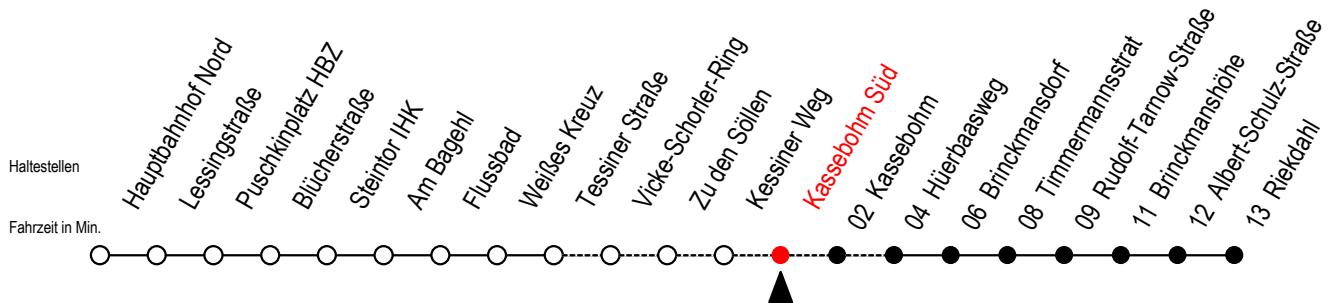 Haltestellen
Fahrzeit in Min.
Hauptbahnhof Nord
Lessingstraße
Puschkinplatz HBZ
Blücherstraße
Steintor IHK
Am Bagehl
Flussbad
Weißes Kreuz
Tessiner Straße
Vicke-Schorler-Ring
Zu den Söllen
Kessiner Weg
Kassebohm Süd
02 Kassebohm
04 Hüerbaasweg
06 Brinckmansdorf
08 Timmermannsstrat
09 Rudolf-Tarnow-Straße
11 Brinckmanshöhe
12 Albert-Schulz-Straße
13 Riekdahl